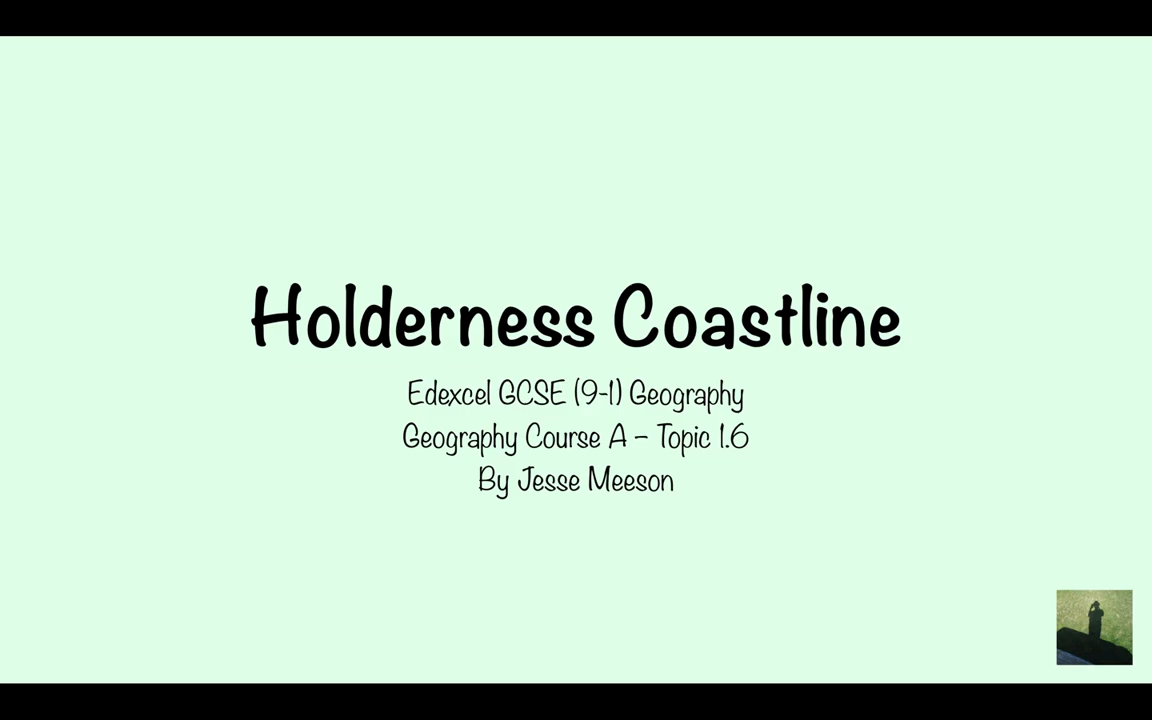 Holderness Coastline
Edexcel GCSE (9-1) Geography
Geography Course A – Topic 1.6
By Jesse Meeson